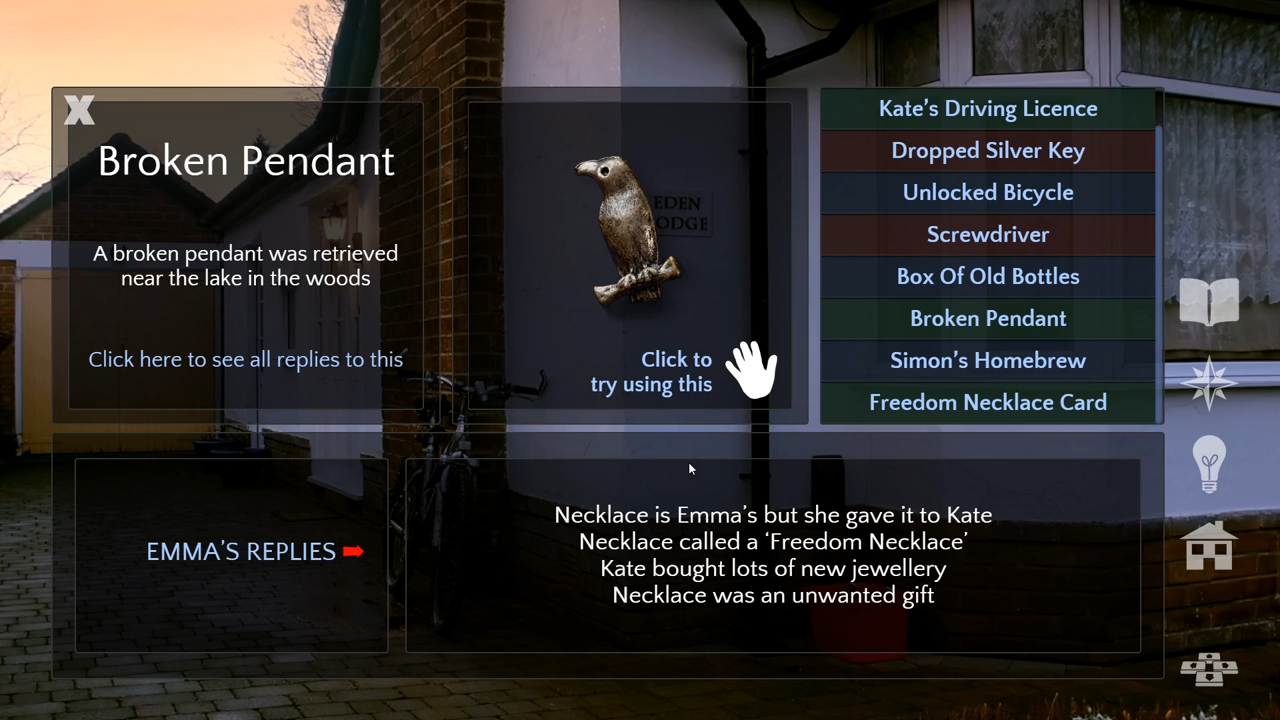 Broken Pendant
A broken pendant was retrieved
near the lake in the woods
Click here to see all replies to this
EDEN
ODGE
Click to
try using this
Kate's Driving Licence
Dropped Silver Key
Unlocked Bicycle
Screwdriver
Box Of Old Bottles
Broken Pendant
Simon's Homebrew
Freedom Necklace Card
EMMA'S REPLIES
Necklace is Emma's but she gave it to Kate
Necklace called a 'Freedom Necklace'
Kate bought lots of new jewellery
Necklace was an unwanted gift